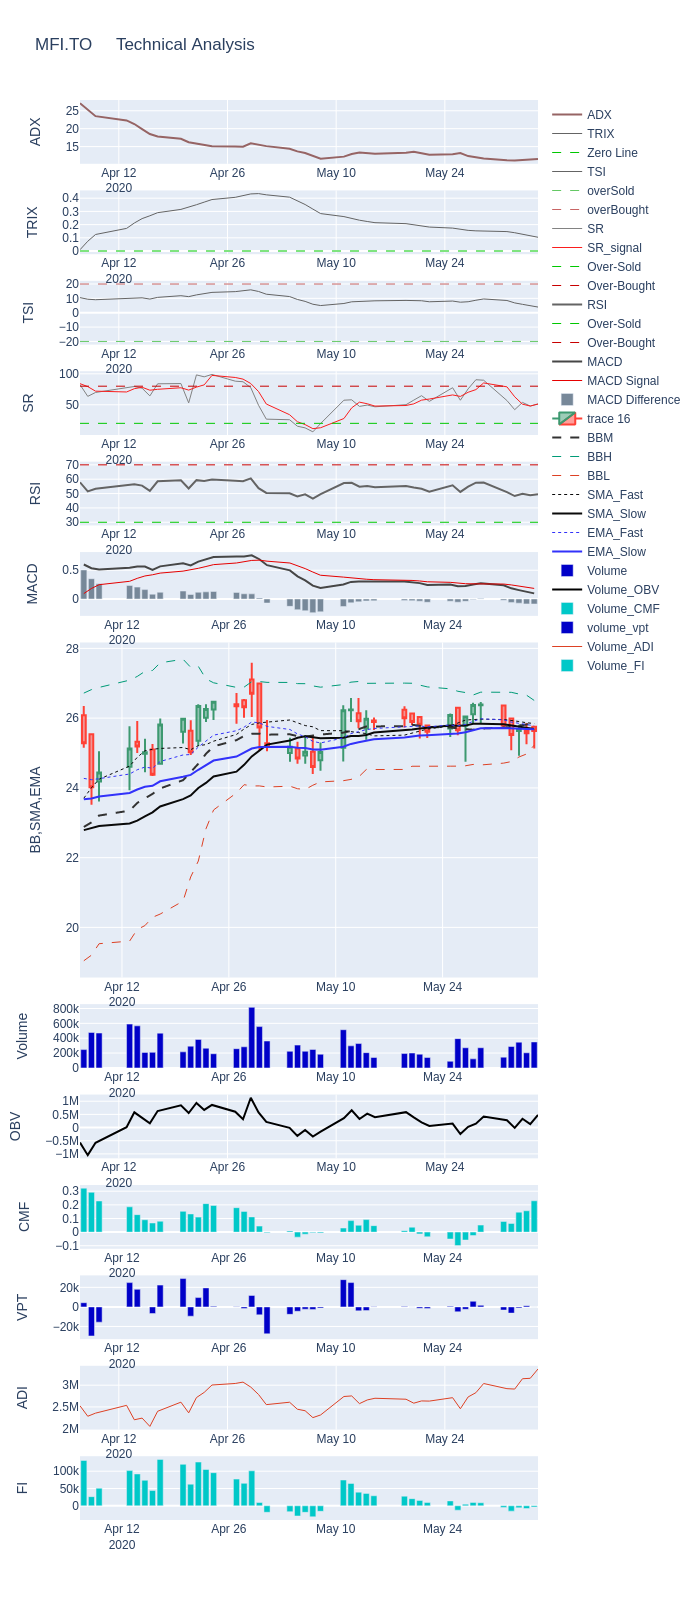 MFI.TO Technical Analysis
ADX
25
20
15
Apr 12
2020
Apr 26
May 10
May 24
TRIX
0.4
0.3
0.2
0.1
0
Apr 12
2020
Apr 26
May 10
May 24
TSI
20
10
0
−10
−20
Apr 12
2020
Apr 26
May 10
May 24
SR
100
50
Apr 12
2020
Apr 26
May 10
May 24
RSI
70
60
50
40
30
Apr 12
2020
Apr 26
May 10
May 24
MACD
0.5
0
Apr 12
2020
Apr 26
May 10
May 24
BB,SMA,EMA
28
26
24
22
20
Apr 12
2020
Apr 26
May 10
May 24
Volume
800k
600k
400k
200k
0
Apr 12
2020
Apr 26
May 10
May 24
OBV
1M
0.5M
0
−0.5M
−1M
Apr 12
2020
Apr 26
May 10
May 24
CMF
0.3
0.2
0.1
0
−0.1
Apr 12
2020
Apr 26
May 10
May 24
VPT
20k
0
−20k
Apr 12
2020
Apr 26
May 10
May 24
ADI
3M
2.5M
2M
Apr 12
2020
Apr 26
May 10
May 24
FI
100k
50k
0
Apr 12
2020
Apr 26
May 10
May 24
ADX
TRIX
Zero Line
TSI
overSold
overBought
SR
SR_signal
Over-Sold
Over-Bought
RSI
Over-Sold
Over-Bought
MACD
MACD Signal
MACD Difference
trace 16
BBM
BBH
BBL
SMA_Fast
SMA_Slow
EMA_Fast
EMA_Slow
Volume
Volume_OBV
Volume_CMF
volume_vpt
Volume_ADI
Volume_FI